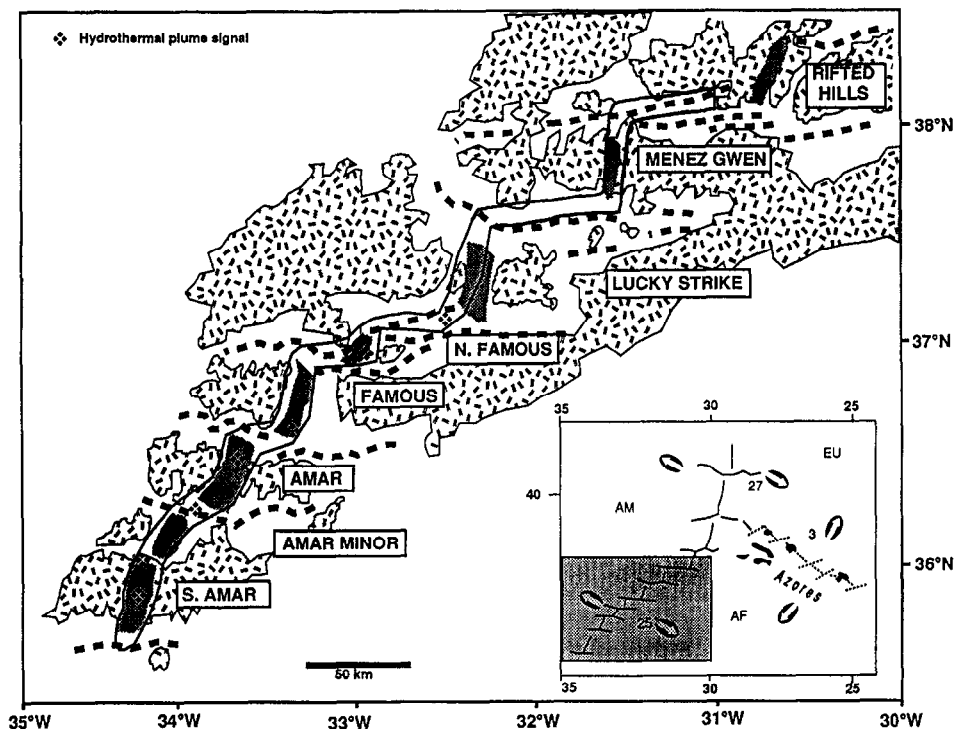 Hydrothermal plume signal
RIFTED
HILLS
38°N
MENEZ GWEN
LUCKY STRIKE
37°N
N. FAMOUS
FAMOUS
AMAR
AMAR MINOR
36°N
S. AMAR
50 km
35 30 25
EU
40
27
AM
3
Azores
AF
25
35 30 25
35°W 34°W 33°W 32°W 31°W 30°W